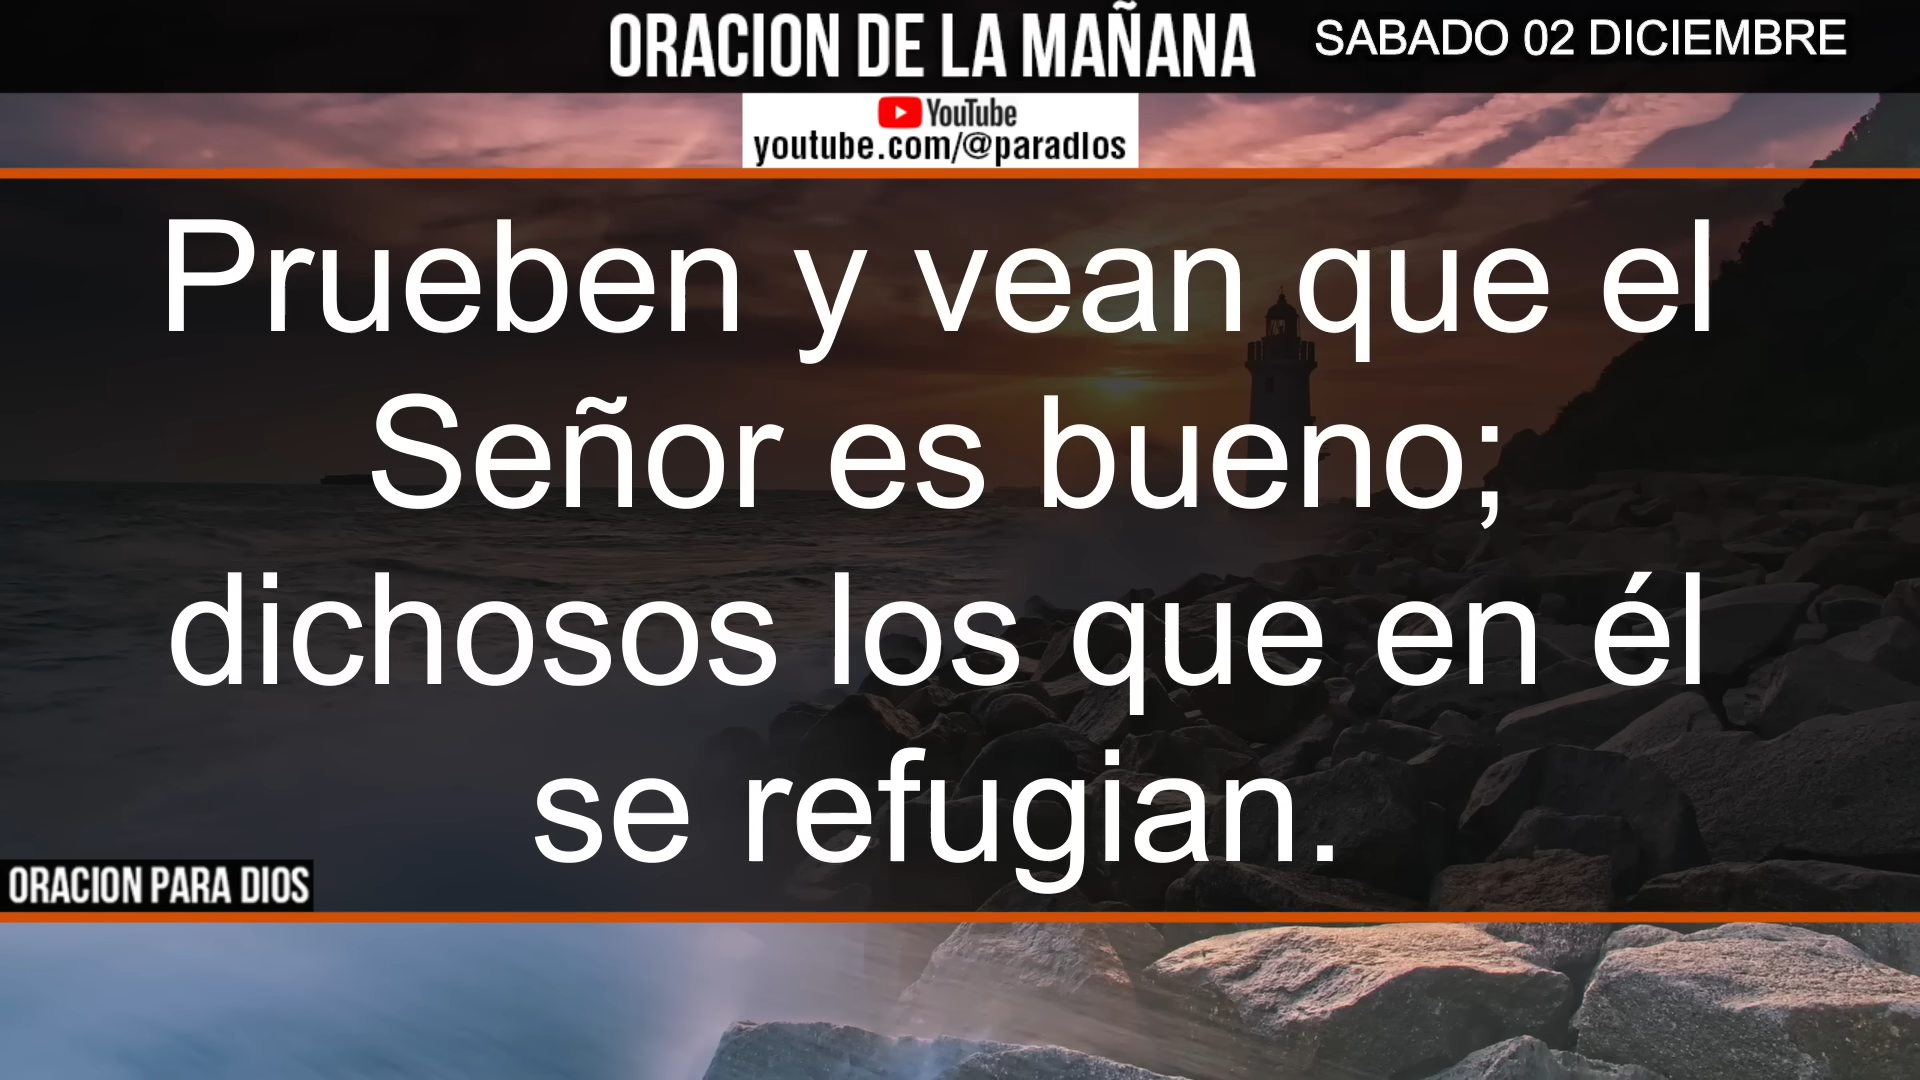 ORACION DE LA MAÑANA
SABADO 02 DICIEMBRE
YouTube
youtube.com/@paradIos
Prueben y vean que el
Señor es bueno;
dichosos los que en él
se refugian.
ORACION PARA DIOS